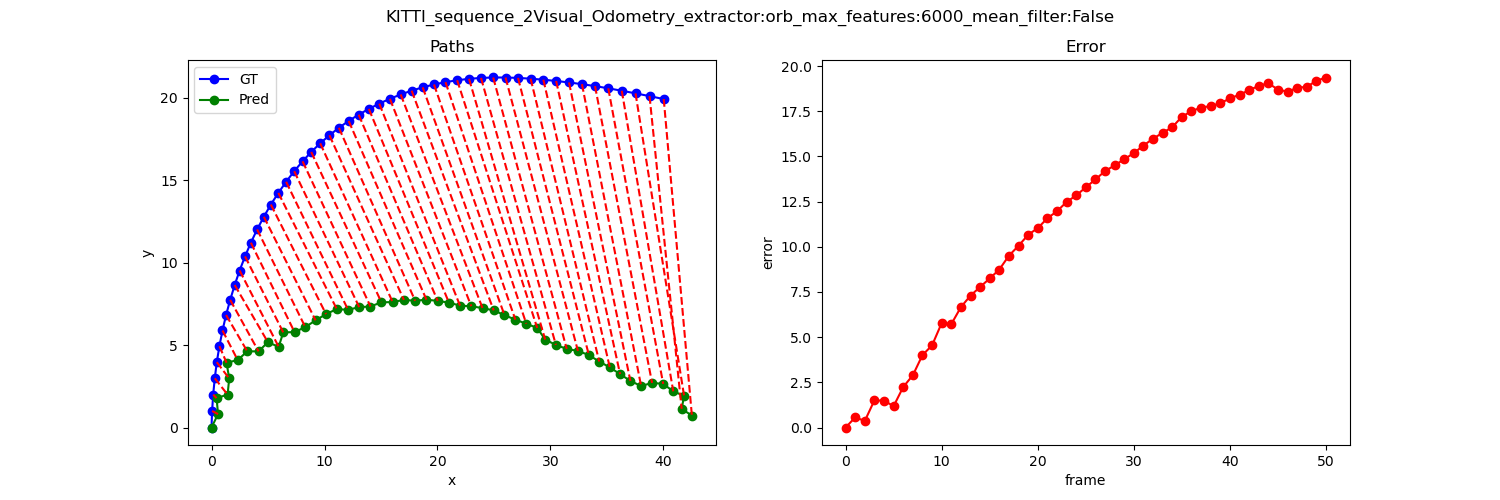 KITTI_sequence_2Visual_Odometry_extractor:orb_max_features:6000_mean_filter:False
Paths
GT
Pred
20
15
10
5
0
y
0
10
20
30
40
x
Error
20.0
17.5
15.0
12.5
10.0
7.5
5.0
2.5
0.0
error
0
10
20
30
40
50
frame